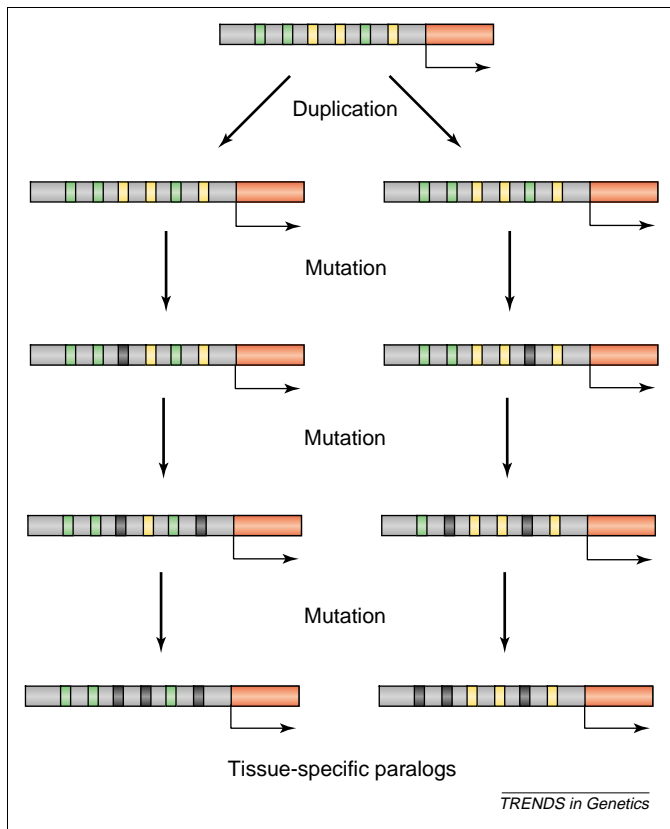 Duplication
Mutation
Mutation
Mutation
Tissue-specific paralogs
TRENDS in Genetics